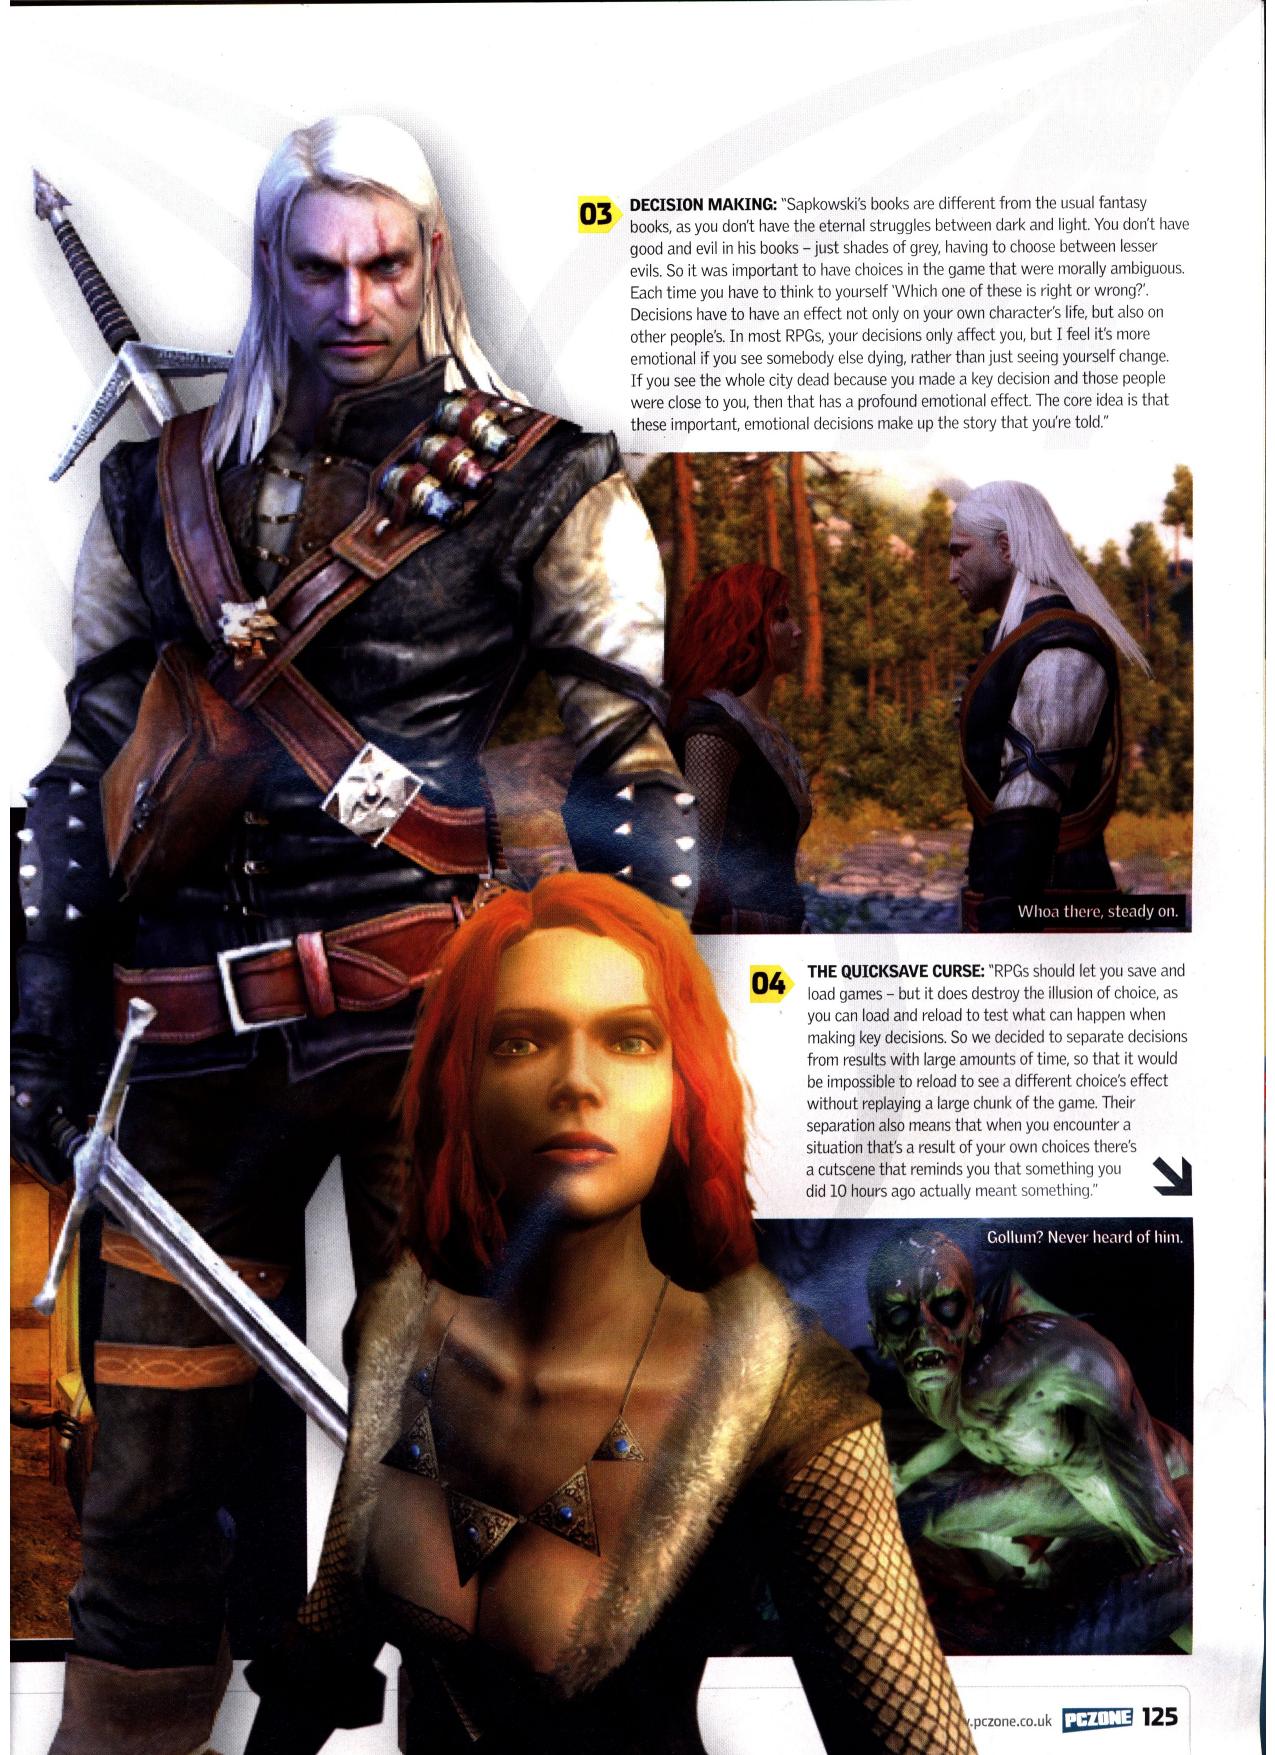 03 DECISION MAKING: "Sapkowski's books are different from the usual fantasy
books, as you don't have the eternal struggles between dark and light. You don't have
good and evil in his books – just shades of grey, having to choose between lesser
evils. So it was important to have choices in the game that were morally ambiguous.
Each time you have to think to yourself 'Which one of these is right or wrong?'.
Decisions have to have an effect not only on your own character's life, but also on
other people's. In most RPGs, your decisions only affect you, but I feel it's more
emotional if you see somebody else dying, rather than just seeing yourself change.
If you see the whole city dead because you made a key decision and those people
were close to you, then that has a profound emotional effect. The core idea is that
these important, emotional decisions make up the story that you're told."
Whoa there, steady on.
04 THE QUICKSAVE CURSE: "RPGs should let you save and
load games – but it does destroy the illusion of choice, as
you can load and reload to test what can happen when
making key decisions. So we decided to separate decisions
from results with large amounts of time, so that it would
be impossible to reload to see a different choice's effect
without replaying a large chunk of the game. Their
separation also means that when you encounter a
situation that's a result of your own choices there's
a cutscene that reminds you that something you
did 10 hours ago actually meant something."
Gollum? Never heard of him.
.pczone.co.uk PCZONE 125